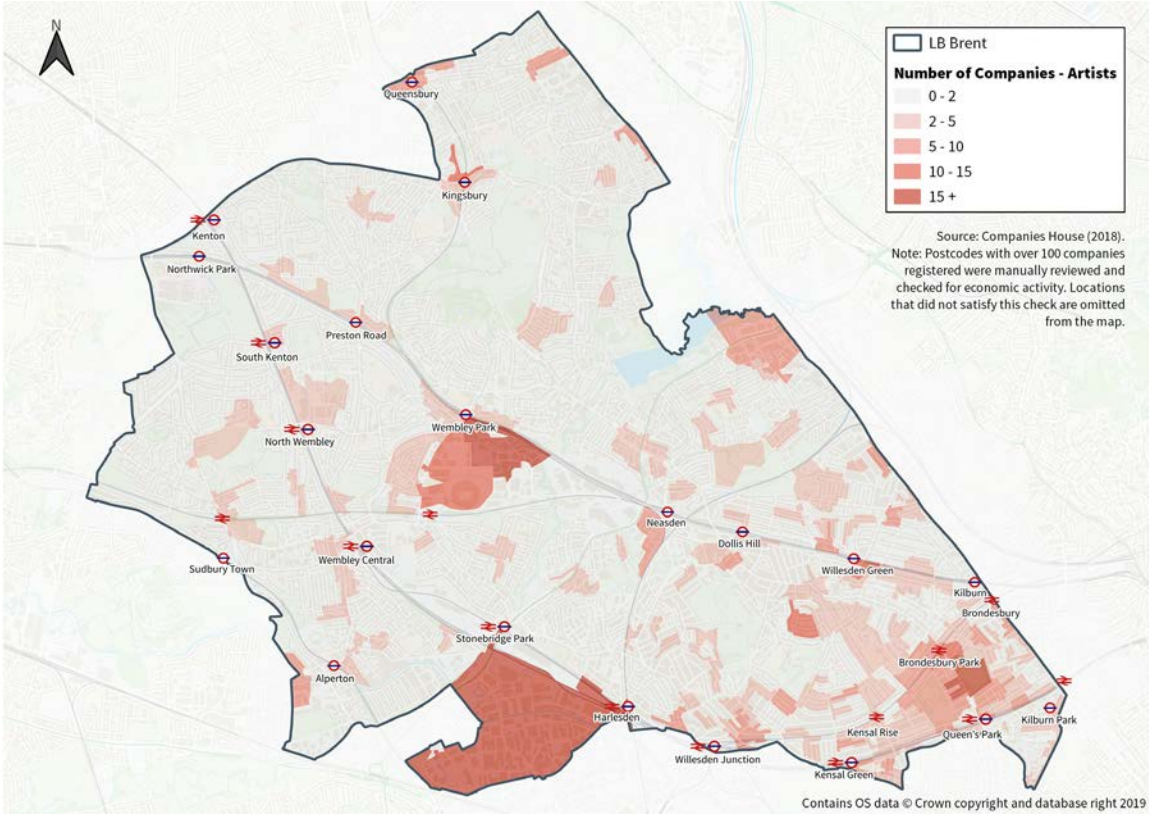 N
LB Brent
Number of Companies - Artists
0 - 2
2 - 5
5 - 10
10 - 15
15 +
Source: Companies House (2018).
Note: Postcodes with over 100 companies
registered were manually reviewed and
checked for economic activity. Locations
that did not satisfy this check are omitted
from the map.
Queensbury
Kingsbury
Kenton
Northwick Park
Preston Road
South Kenton
Wembley Park
North Wembley
Neasden
Dollis Hill
Wembley Central
Sudbury Town
Willesden Green
Kilburn
Brondesbury
Stonebridge Park
Brondesbury Park
Alperton
Harlesden
Kilburn Park
Kensal Rise
Queen's Park
Willesden Junction
Kensal Green
Contains OS data © Crown copyright and database right 2019